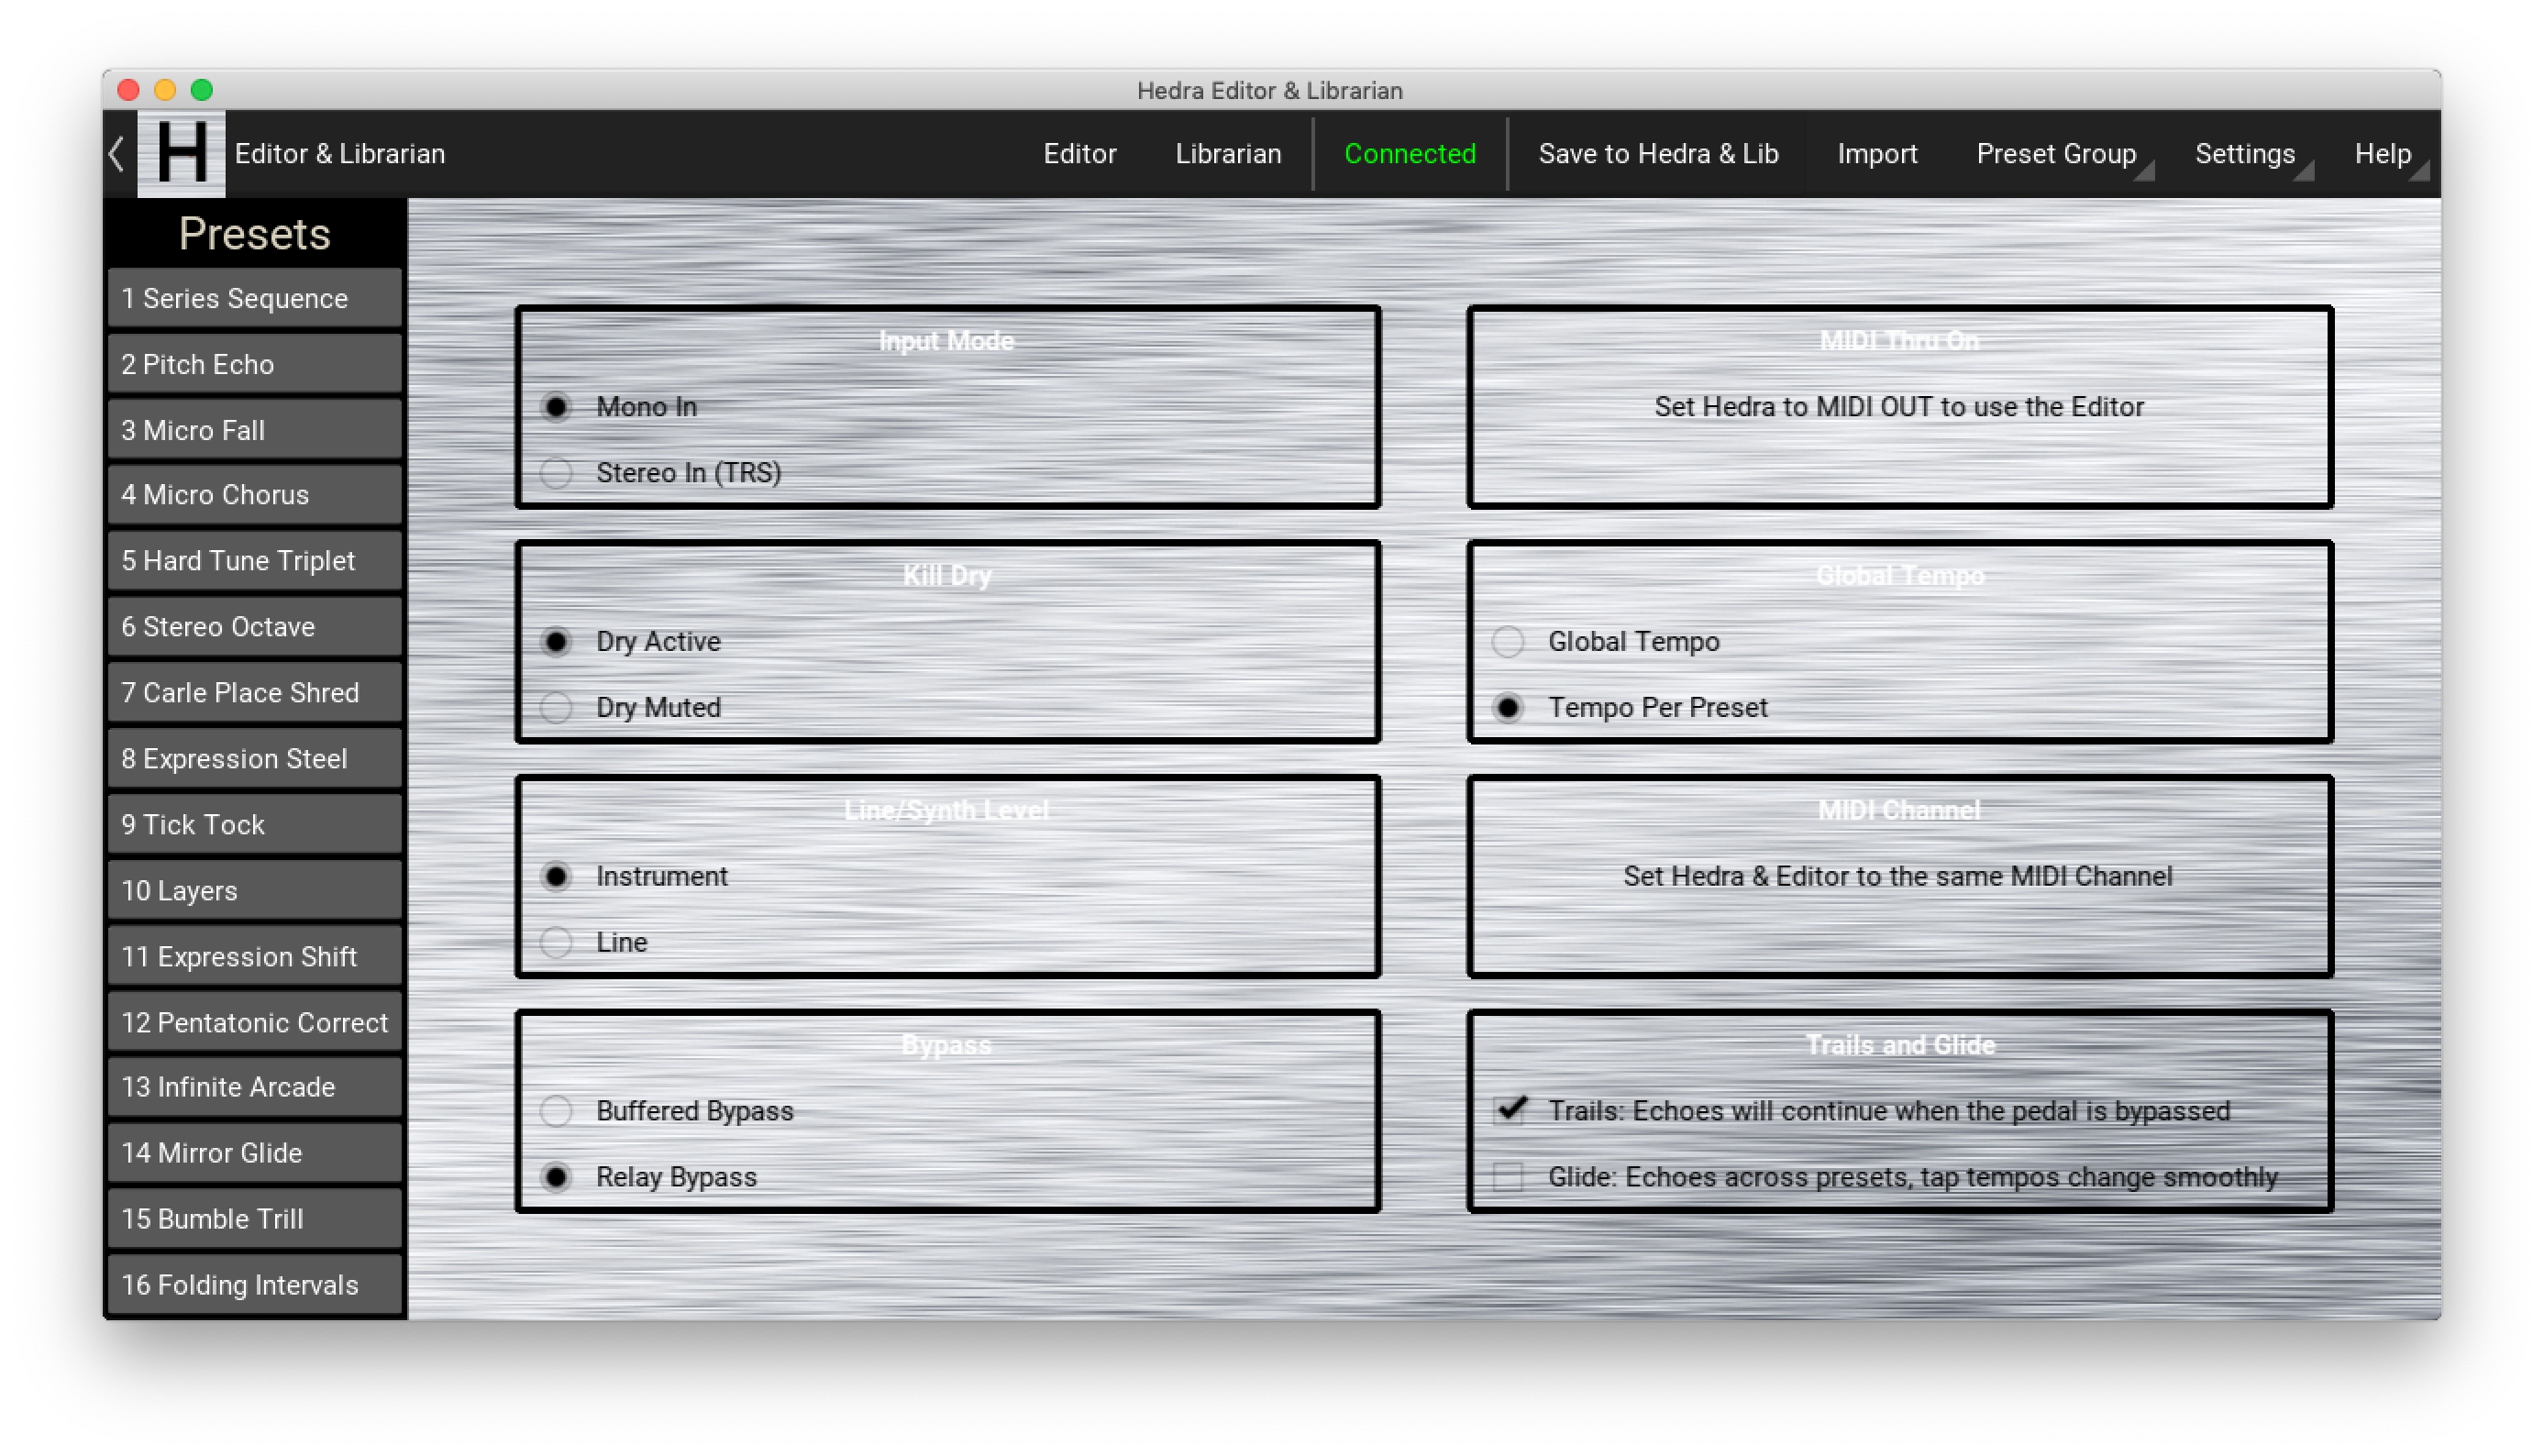 Hedra Editor & Librarian
H Editor & Librarian Editor Librarian Connected Save to Hedra & Lib Import Preset Group Settings Help
Presets
1 Series Sequence
2 Pitch Echo
3 Micro Fall
4 Micro Chorus
5 Hard Tune Triplet
6 Stereo Octave
7 Carle Place Shred
8 Expression Steel
9 Tick Tock
10 Layers
11 Expression Shift
12 Pentatonic Correct
13 Infinite Arcade
14 Mirror Glide
15 Bumble Trill
16 Folding Intervals
Input Mode
Mono In
Stereo In (TRS)
MIDI Thru On
Set Hedra to MIDI OUT to use the Editor
Kill Dry
Dry Active
Dry Muted
Global Tempo
Global Tempo
Tempo Per Preset
Line/Synth Level
Instrument
Line
MIDI Channel
Set Hedra & Editor to the same MIDI Channel
Bypass
Buffered Bypass
Relay Bypass
Trails and Glide
Trails: Echoes will continue when the pedal is bypassed
Glide: Echoes across presets, tap tempos change smoothly